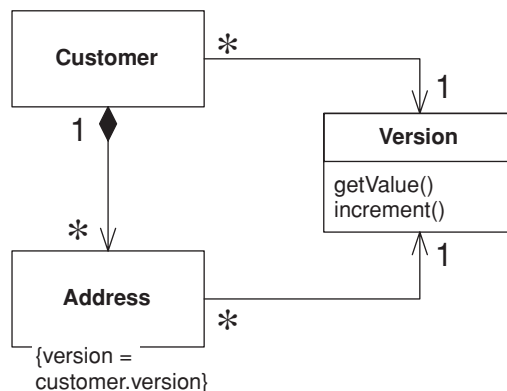 Customer
*
1
1
Version
getValue()
increment()
*
1
Address
*
{version =
customer.version}